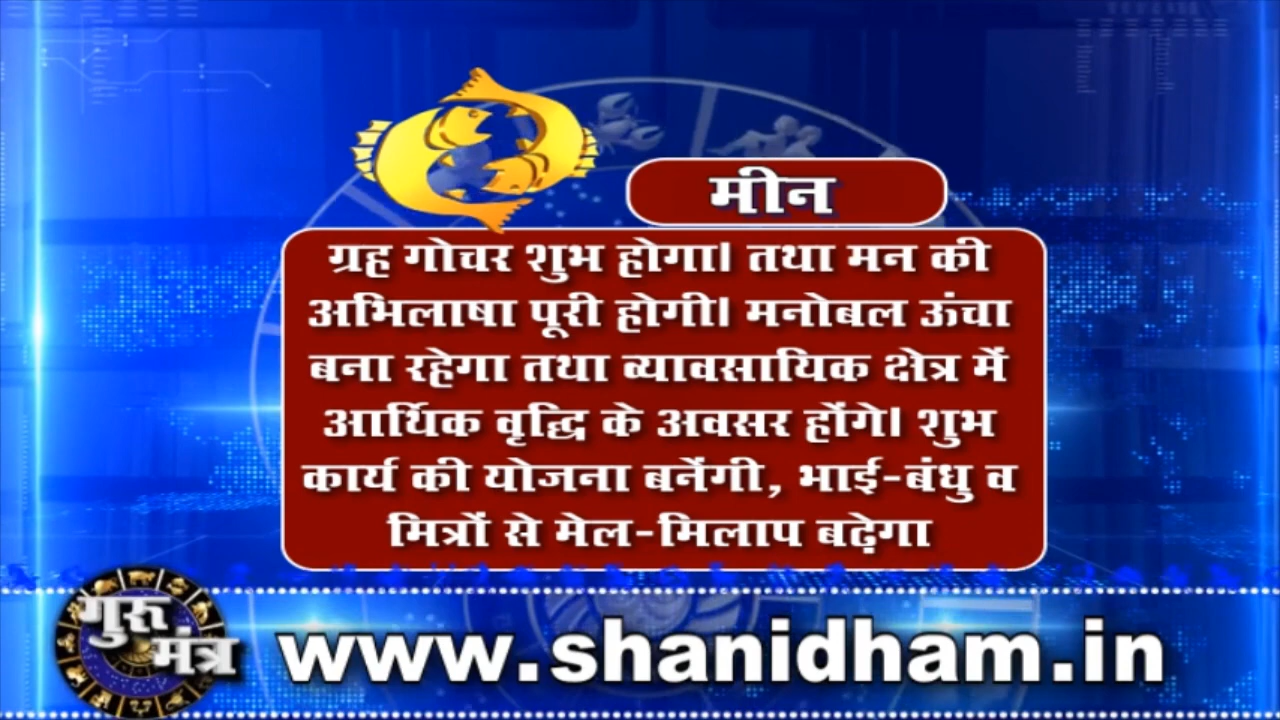 मीन
ग्रह गोचर शुभ होगा। तथा मन की
अभिलाषा पूरी होगी। मनोबल ऊंचा
बना रहेगा तथा व्यावसायिक क्षेत्र में
आर्थिक वृद्धि के अवसर होंगे। शुभ
कार्य की योजना बनेंगी, भाई-बंधु व
मित्रों से मेल-मिलाप बढ़ेगा
गुरु
मंत्र
www.shanidham.in